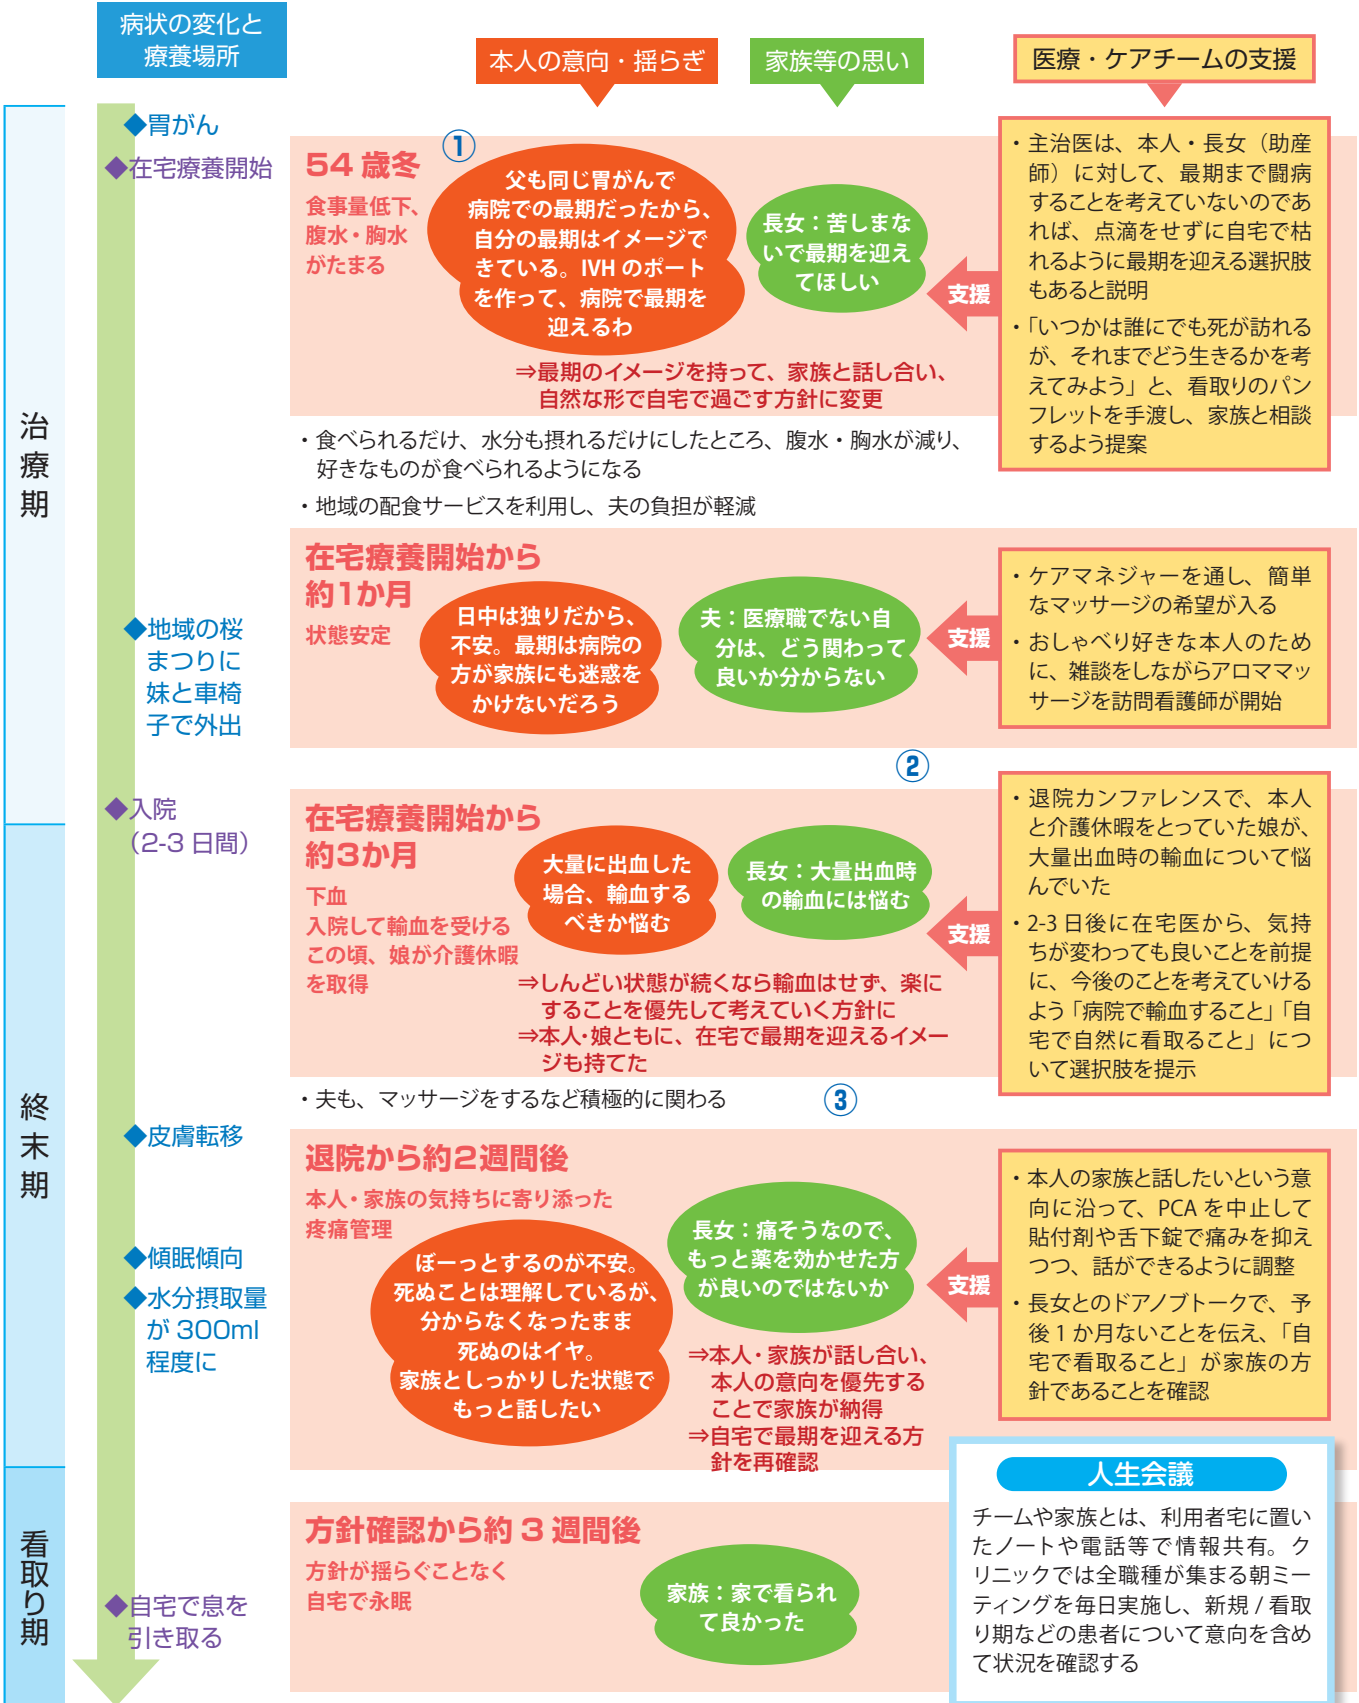 病状の変化と
療養場所
本人の意向・揺らぎ
家族等の思い
医療・ケアチームの支援
治療期
終末期
看取り期
◆胃がん
◆在宅療養開始
◆地域の桜
まつりに
妹と車椅
子で外出
◆入院
（2-3 日間）
◆皮膚転移
◆傾眠傾向
◆水分摂取量
が 300ml
程度に
◆自宅で息を
引き取る
①
54 歳冬
食事量低下、
腹水・胸水
がたまる
父も同じ胃がんで
病院での最期だったから、
自分の最期はイメージで
きている。IVH のポート
を作って、病院で最期を
迎えるわ
長女：苦しまな
いで最期を迎え
てほしい
支援
・主治医は、本人・長女（助産
師）に対して、最期まで闘病
することを考えていないのであ
れば、点滴をせずに自宅で枯
れるように最期を迎える選択肢
もあると説明
・「いつかは誰にでも死が訪れる
が、それまでどう生きるかを考
えてみよう」と、看取りのパン
フレットを手渡し、家族と相談
するよう提案
⇒最期のイメージを持って、家族と話し合い、
自然な形で自宅で過ごす方針に変更
・食べられるだけ、水分も摂れるだけにしたところ、腹水・胸水が減り、
好きなものが食べられるようになる
・地域の配食サービスを利用し、夫の負担が軽減
在宅療養開始から
約1か月
状態安定
日中は独りだから、
不安。最期は病院の
方が家族にも迷惑を
かけないだろう
夫：医療職でない自
分は、どう関わって
良いか分からない
支援
・ケアマネジャーを通し、簡単
なマッサージの希望が入る
・おしゃべり好きな本人のため
に、雑談をしながらアロママッ
サージを訪問看護師が開始
②
在宅療養開始から
約3か月
下血
入院して輸血を受ける
この頃、娘が介護休暇
を取得
大量に出血した
場合、輸血する
べきか悩む
長女：大量出血時
の輸血には悩む
支援
・退院カンファレンスで、本人
と介護休暇をとっていた娘が、
大量出血時の輸血について悩
んでいた
・2-3 日後に在宅医から、気持
ちが変わっても良いことを前提
に、今後のことを考えていける
よう「病院で輸血すること」「自
宅で自然に看取ること」につ
いて選択肢を提示
⇒しんどい状態が続くなら輸血はせず、楽に
することを優先して考えていく方針に
⇒本人・娘ともに、在宅で最期を迎えるイメー
ジも持てた
・夫も、マッサージをするなど積極的に関わる
③
退院から約2週間後
本人・家族の気持ちに寄り添った
疼痛管理
ぼーっとするのが不安。
死ぬことは理解しているが、
分からなくなったまま
死ぬのはイヤ。
家族としっかりした状態で
もっと話したい
長女：痛そうなので、
もっと薬を効かせた方
が良いのではないか
支援
・本人の家族と話したいという意
向に沿って、PCA を中止して
貼付剤や舌下錠で痛みを抑え
つつ、話ができるように調整
・長女とのドアノブトークで、予
後 1 か月ないことを伝え、「自
宅で看取ること」が家族の方
針であることを確認
⇒本人・家族が話し合い、
本人の意向を優先する
ことで家族が納得
⇒自宅で最期を迎える方
針を再確認
方針確認から約 3 週間後
方針が揺らぐことなく
自宅で永眠
家族：家で看られ
て良かった
人生会議
チームや家族とは、利用者宅に置い
たノートや電話等で情報共有。ク
リニックでは全職種が集まる朝ミー
ティングを毎日実施し、新規 / 看取
り期などの患者について意向を含め
て状況を確認する